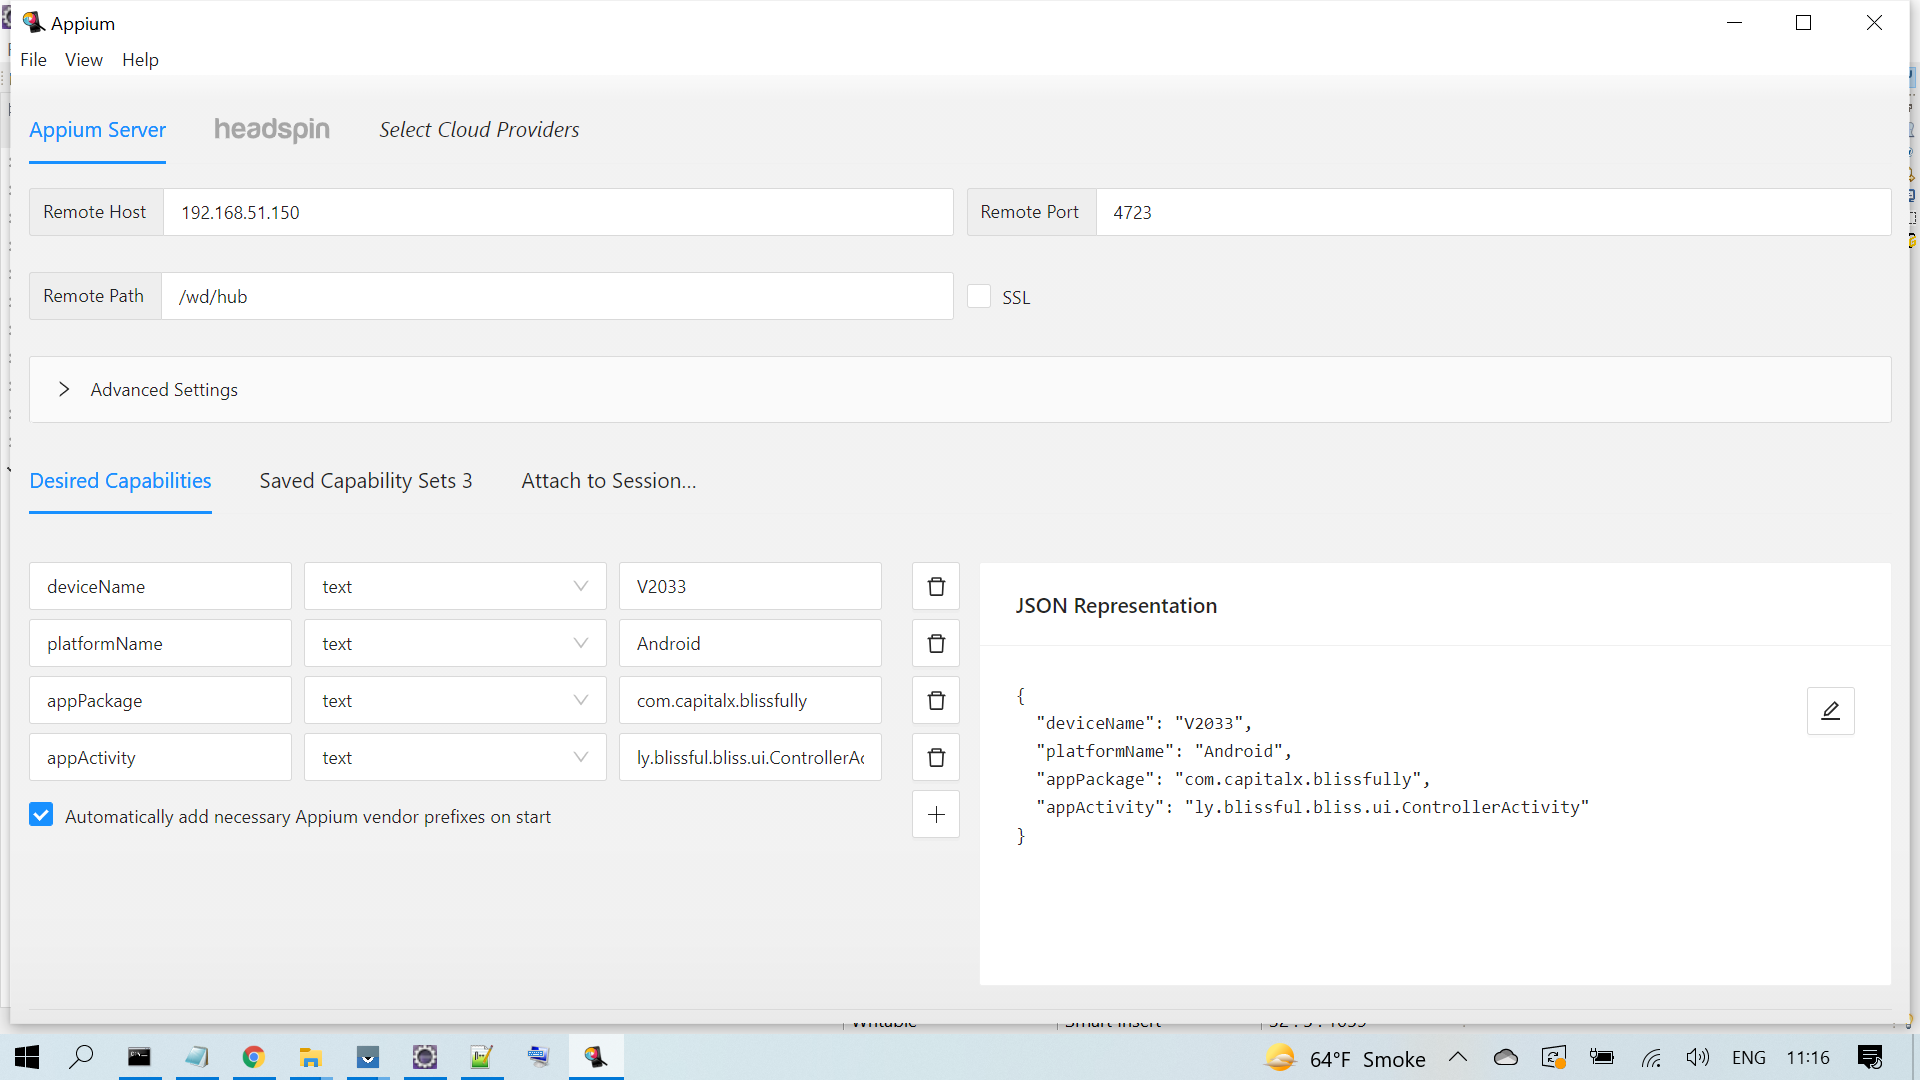 Appium
File View Help
Appium Server headspin Select Cloud Providers
Remote Host 192.168.51.150 Remote Port 4723
Remote Path /wd/hub SSL
Advanced Settings
Desired Capabilities Saved Capability Sets 3 Attach to Session...
deviceName text V2033
platformName text Android
appPackage text com.capitalx.blissfully
appActivity text ly.blissful.bliss.ui.ControllerAc
Automatically add necessary Appium vendor prefixes on start
JSON Representation
{
"deviceName": "V2033",
"platformName": "Android",
"appPackage": "com.capitalx.blissfully",
"appActivity": "ly.blissful.bliss.ui.ControllerActivity"
}
Writable Smart Insert
64°F Smoke ENG 11:16